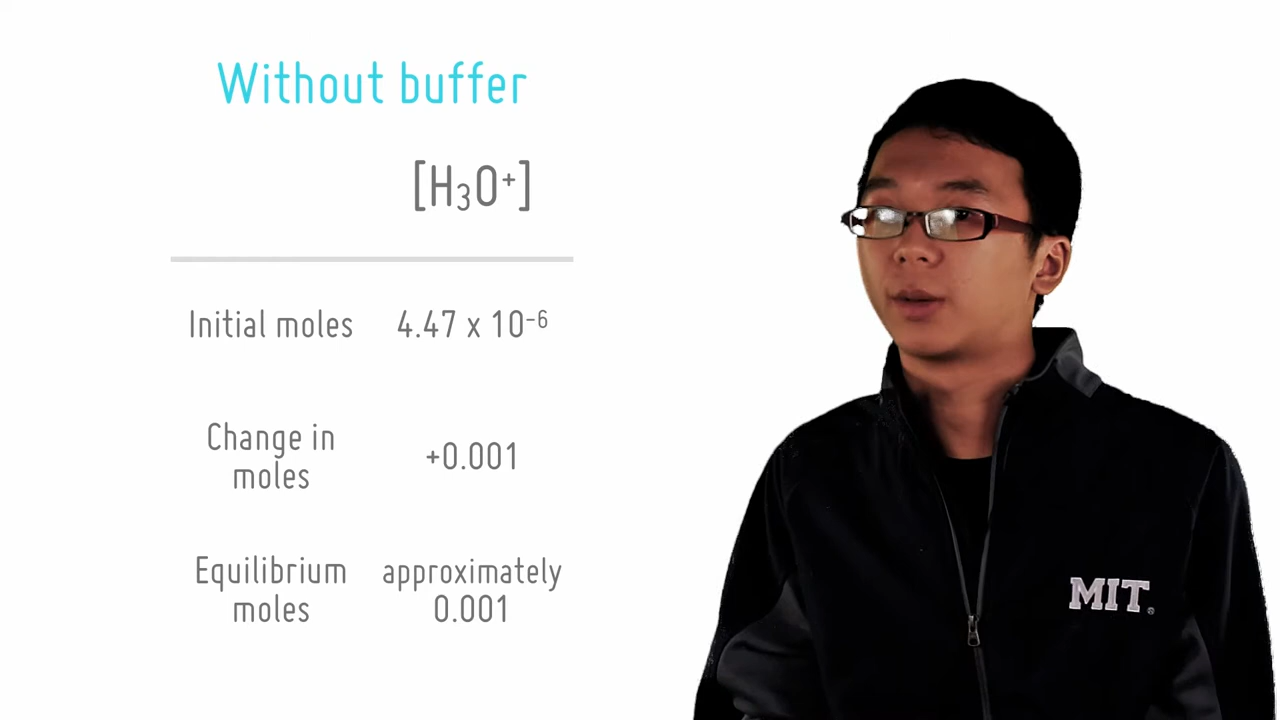 Without buffer
[H₃O⁺]
Initial moles 4.47 x 10⁻⁶
Change in
moles
+0.001
Equilibrium
moles
approximately
0.001
MIT®